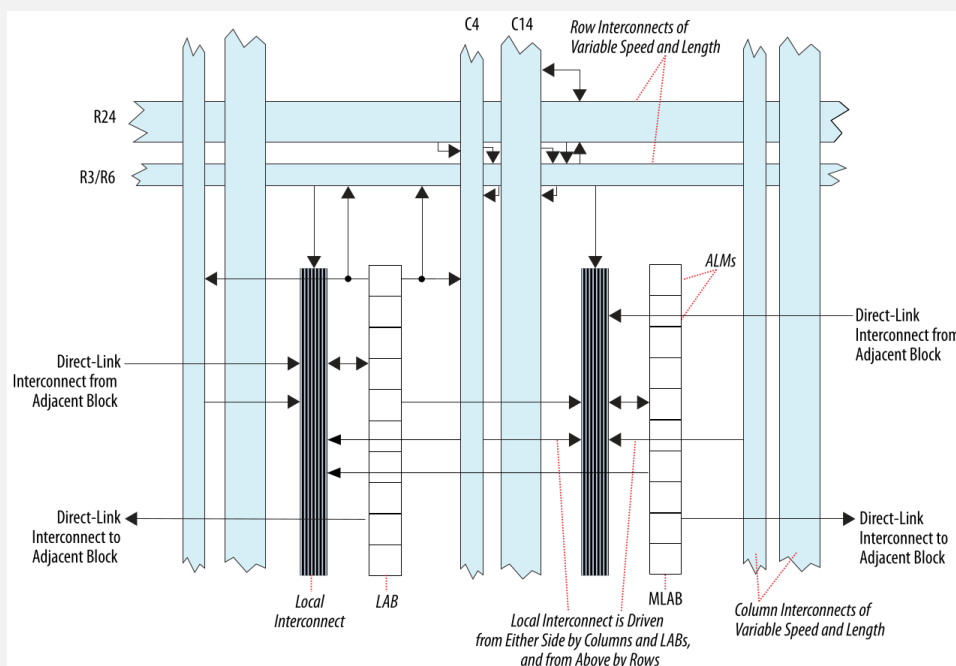 C4
C14
Row Interconnects of
Variable Speed and Length
R24
R3/R6
ALMs
Direct-Link
Interconnect from
Adjacent Block
Direct-Link
Interconnect from
Adjacent Block
Direct-Link
Interconnect to
Adjacent Block
Direct-Link
Interconnect to
Adjacent Block
Local
Interconnect
LAB
MLAB
Local Interconnect is Driven
from Either Side by Columns and LABs,
and from Above by Rows
Column Interconnects of
Variable Speed and Length